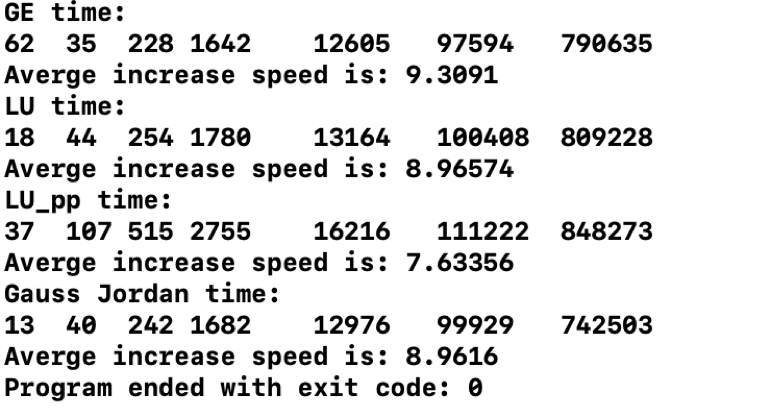 GE time:
62 35 228 1642 12605 97594 790635
Averge increase speed is: 9.3091
LU time:
18 44 254 1780 13164 100408 809228
Averge increase speed is: 8.96574
LU_pp time:
37 107 515 2755 16216 111222 848273
Averge increase speed is: 7.63356
Gauss Jordan time:
13 40 242 1682 12976 99929 742503
Averge increase speed is: 8.9616
Program ended with exit code: 0